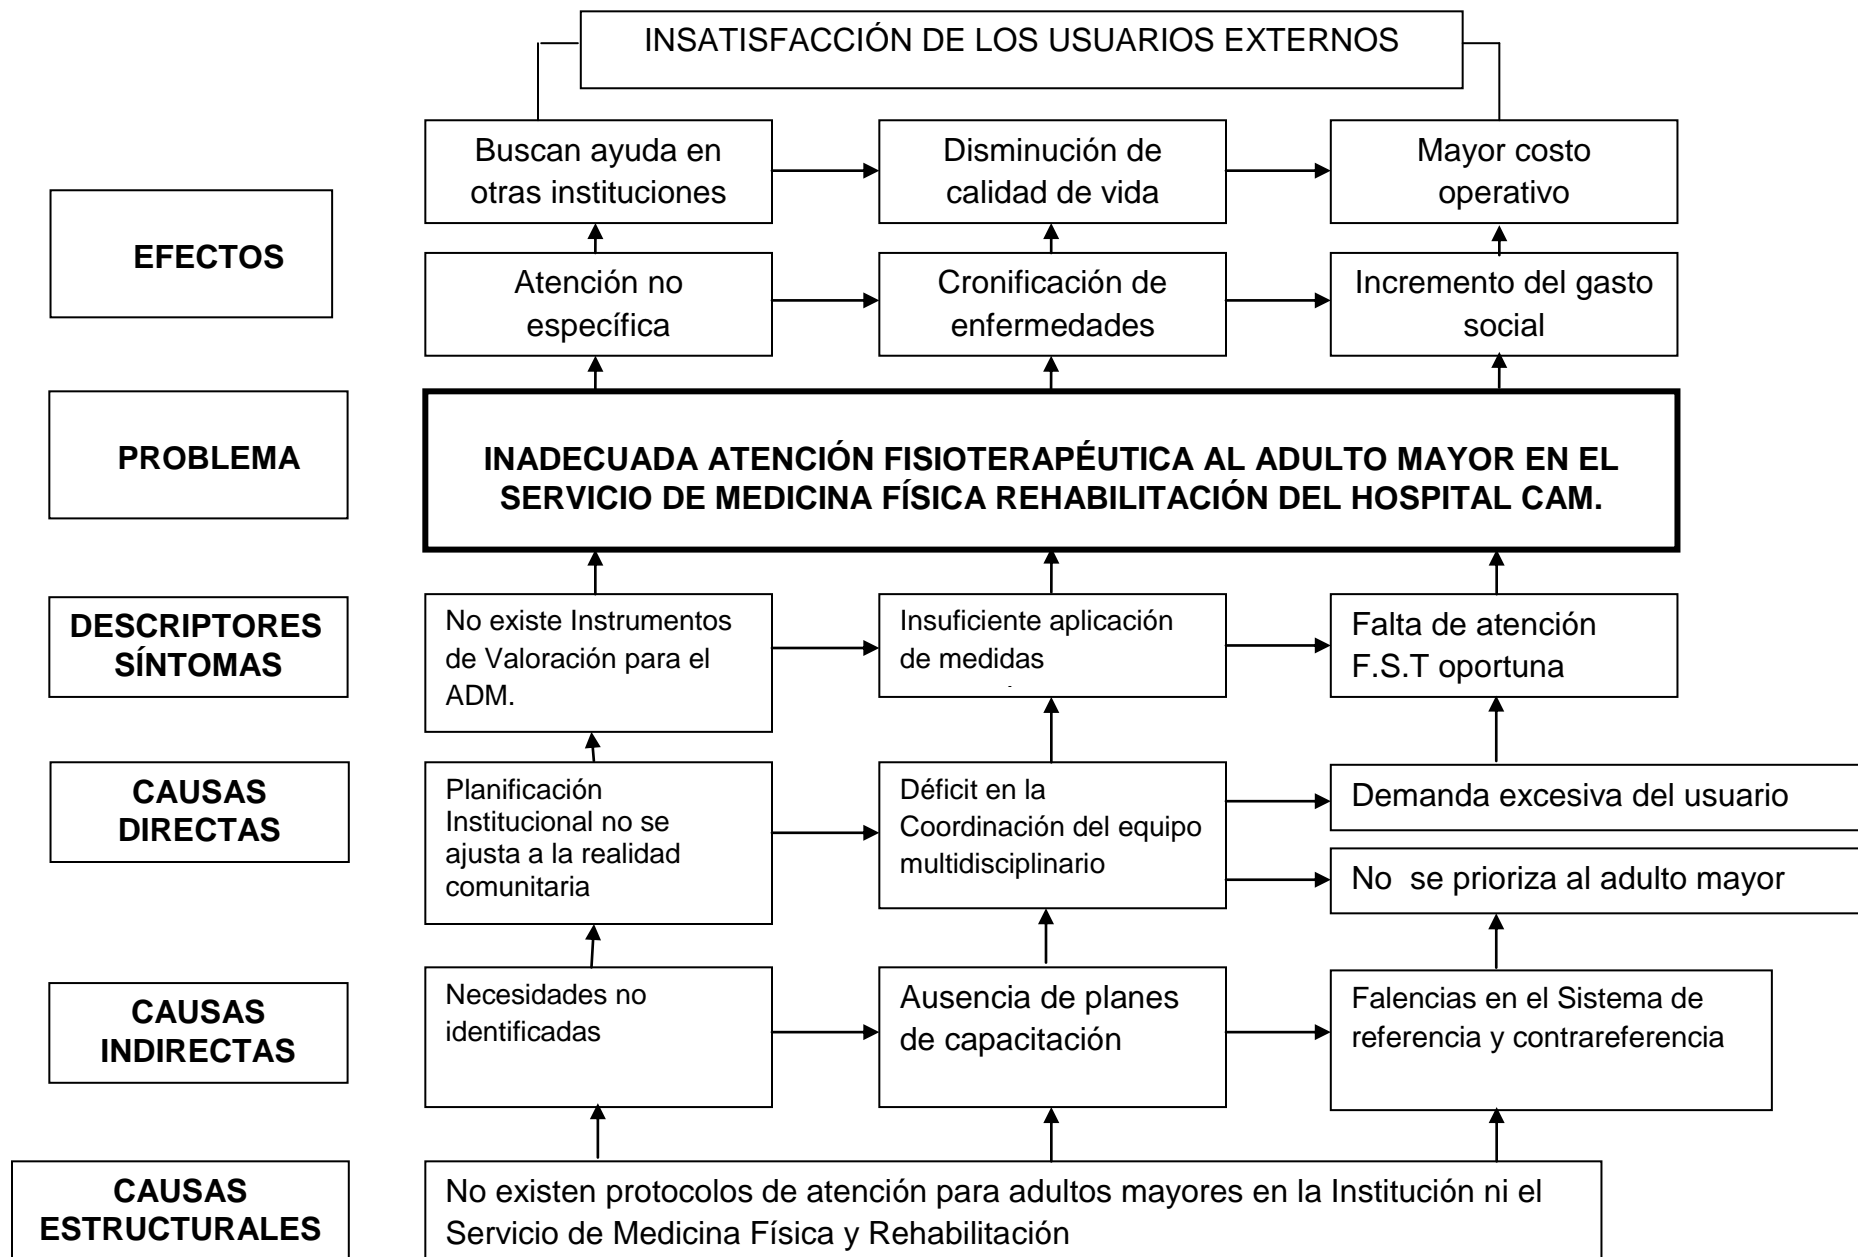 INSATISFACCIÓN DE LOS USUARIOS EXTERNOS
Buscan ayuda en
otras instituciones
Disminución de
calidad de vida
Mayor costo
operativo
EFECTOS
Atención no
específica
Cronificación de
enfermedades
Incremento del gasto
social
PROBLEMA
INADECUADA ATENCIÓN FISIOTERAPÉUTICA AL ADULTO MAYOR EN EL
SERVICIO DE MEDICINA FÍSICA REHABILITACIÓN DEL HOSPITAL CAM.
DESCRIPTORES
SÍNTOMAS
No existe Instrumentos
de Valoración para el
ADM.
Insuficiente aplicación
de medidas
Falta de atención
F.S.T oportuna
CAUSAS
DIRECTAS
Planificación
Institucional no se
ajusta a la realidad
comunitaria
Déficit en la
Coordinación del equipo
multidisciplinario
Demanda excesiva del usuario
No se prioriza al adulto mayor
CAUSAS
INDIRECTAS
Necesidades no
identificadas
Ausencia de planes
de capacitación
Falencias en el Sistema de
referencia y contrareferencia
CAUSAS
ESTRUCTURALES
No existen protocolos de atención para adultos mayores en la Institución ni el
Servicio de Medicina Física y Rehabilitación